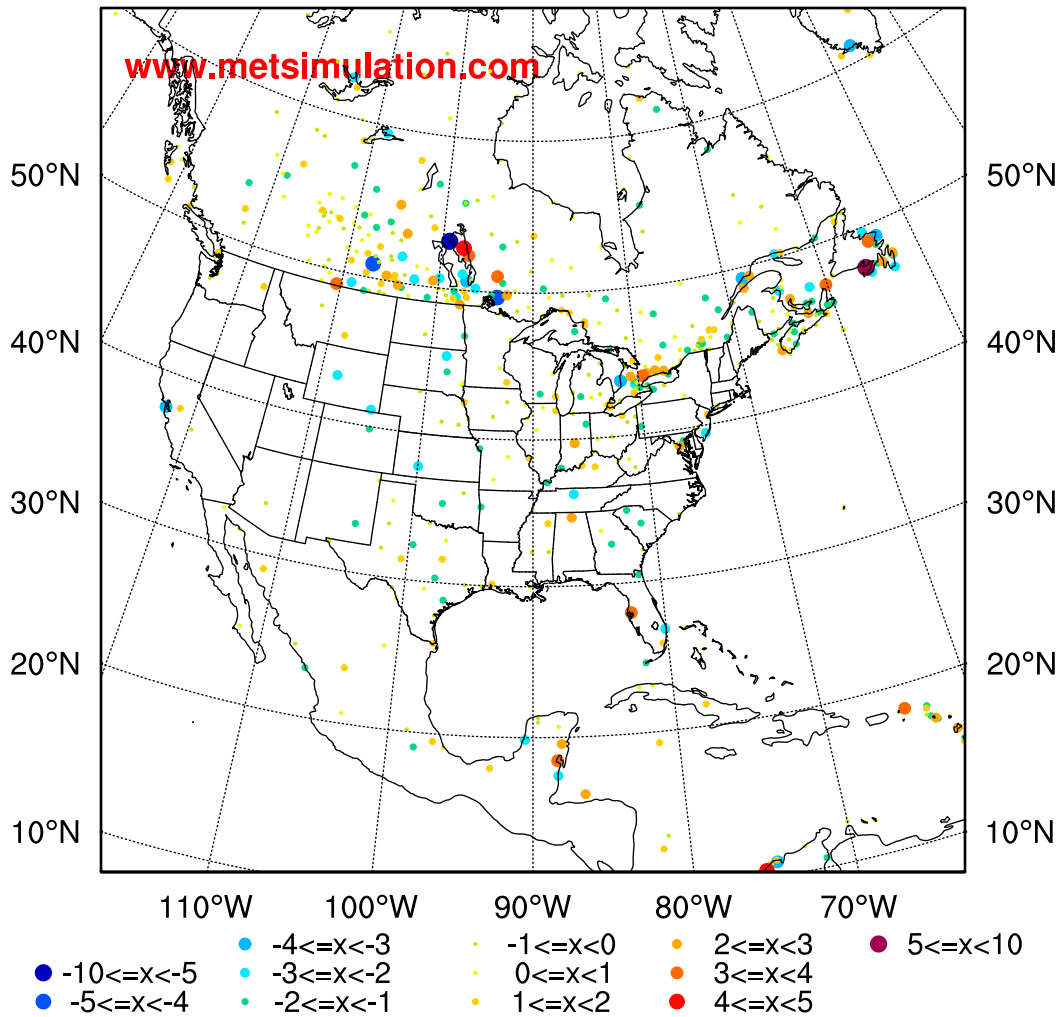 www.metsimulation.com
50°N 50°N
40°N 40°N
30°N 30°N
20°N 20°N
10°N 10°N
110°W 100°W 90°W 80°W 70°W
-4<=x<-3 -1<=x<0 2<=x<3 5<=x<10
-10<=x<-5 -3<=x<-2 0<=x<1 3<=x<4
-5<=x<-4 -2<=x<-1 1<=x<2 4<=x<5